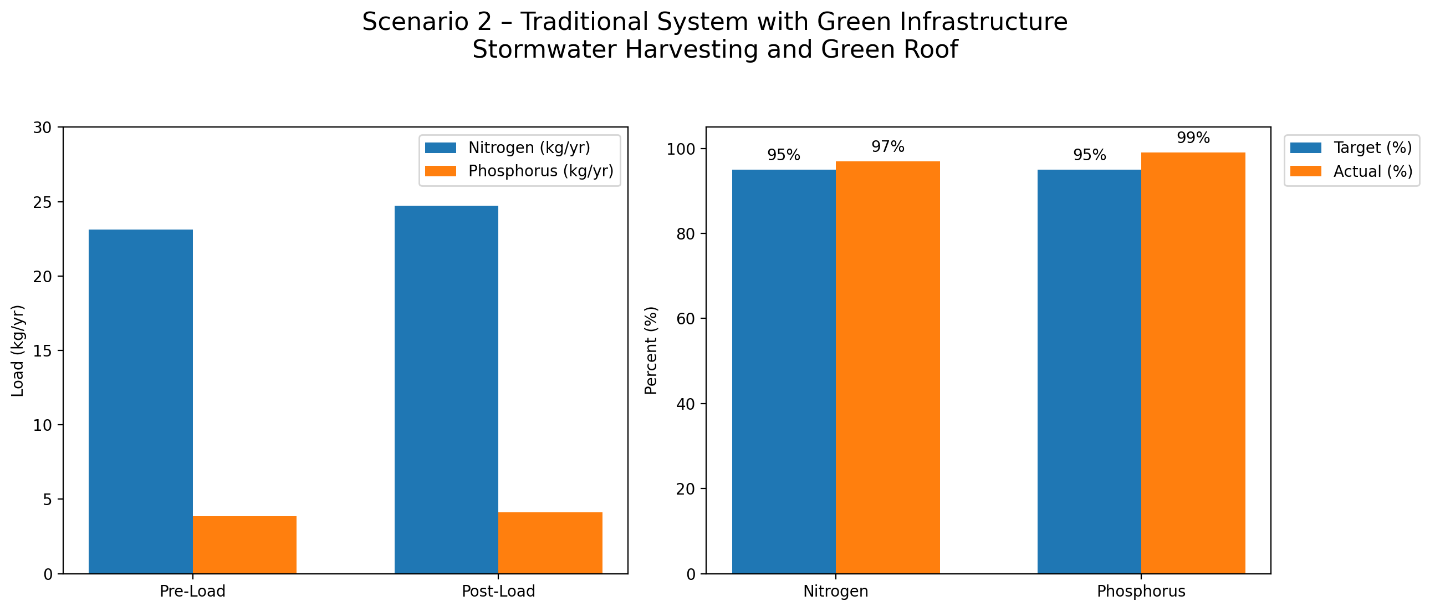 Scenario 2 – Traditional System with Green Infrastructure
Stormwater Harvesting and Green Roof
Load (kg/yr)
30
25
20
15
10
5
0
Nitrogen (kg/yr)
Phosphorus (kg/yr)
Pre-Load
Post-Load
Percent (%)
100
80
60
40
20
0
95%
97%
95%
99%
Nitrogen
Phosphorus
Target (%)
Actual (%)